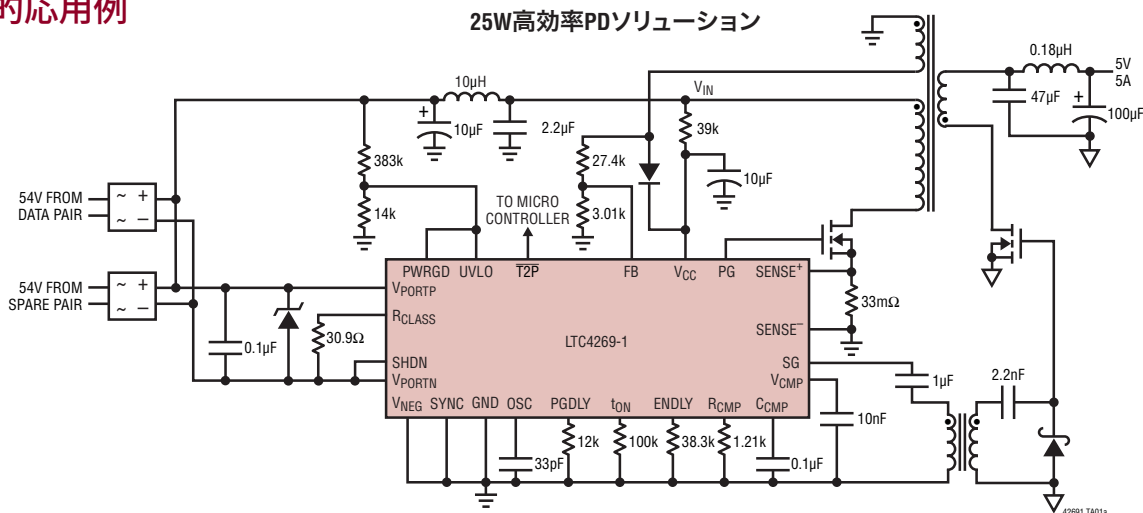 的応用例
25W高効率PDソリューション
10µH
VIN
0.18µH
5V
5A
+
10µF
2.2µF
39k
47µF
+
100µF
383k
27.4k
10µF
54V FROM
DATA PAIR
~ +
~ −
14k
TO MICRO
CONTROLLER
3.01k
54V FROM
SPARE PAIR
~ +
~ −
PWRGD UVLO T2P FB VCC PG SENSE+
VPORTP
RCLASS
33mΩ
0.1µF
30.9Ω
SENSE−
LTC4269-1
SHDN
SG
VPORTN
VCMP
1µF
2.2nF
VNEG SYNC GND OSC PGDLY tON ENDLY RCMP CCMP
10nF
12k
100k
38.3k
1.21k
33pF
0.1µF
42691 TA01a